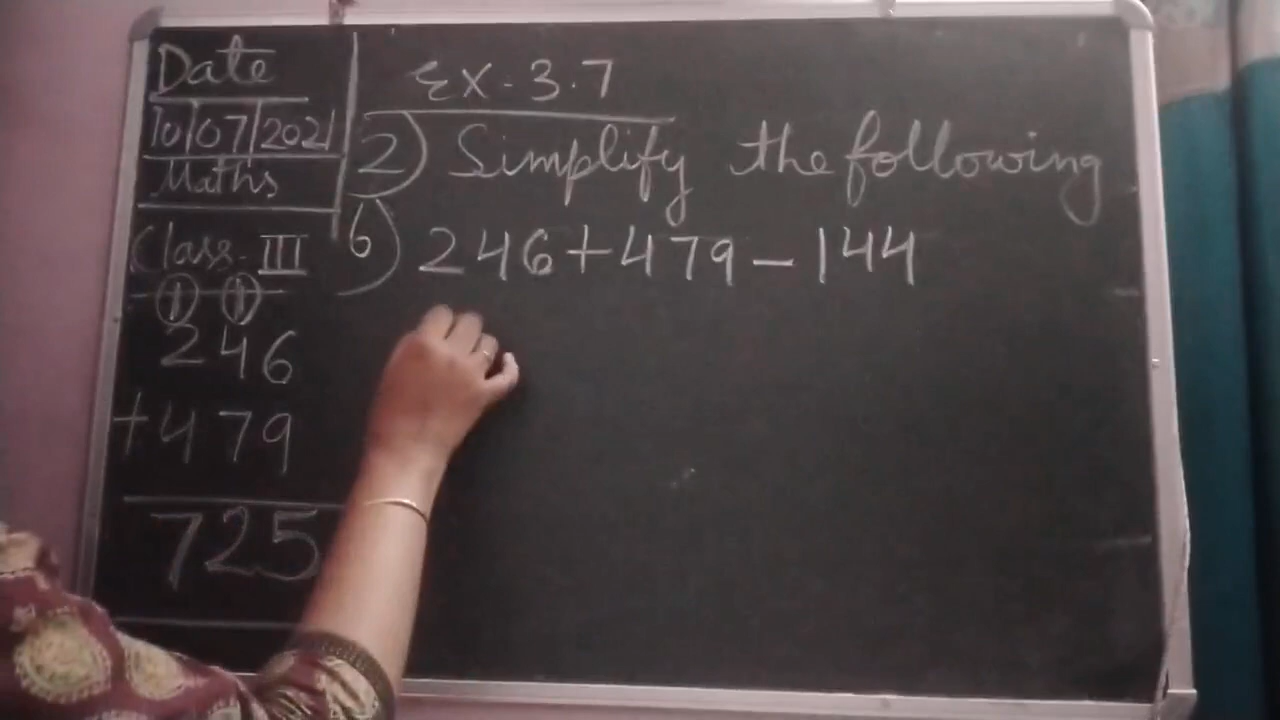 Date
10/07/2021
Maths
Class-III
1 1
246
+479
725
Ex-3.7
2) Simplify the following
6) 246+479-144